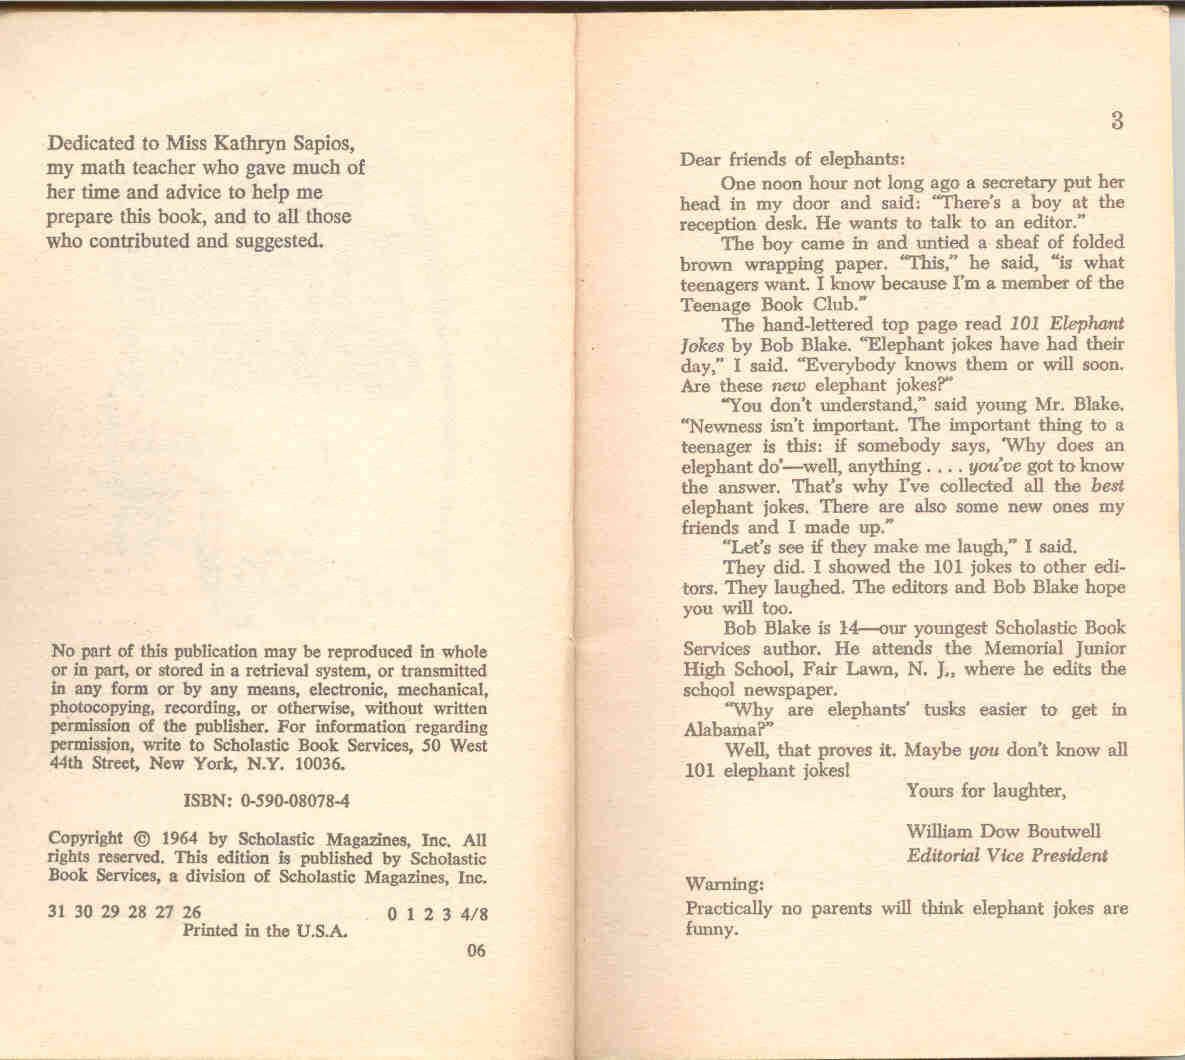 Dedicated to Miss Kathryn Sapios,
my math teacher who gave much of
her time and advice to help me
prepare this book, and to all those
who contributed and suggested.
No part of this publication may be reproduced in whole
or in part, or stored in a retrieval system, or transmitted
in any form or by any means, electronic, mechanical,
photocopying, recording, or otherwise, without written
permission of the publisher. For information regarding
permission, write to Scholastic Book Services, 50 West
44th Street, New York, N.Y. 10036.
ISBN: 0-590-08078-4
Copyright © 1964 by Scholastic Magazines, Inc. All
rights reserved. This edition is published by Scholastic
Book Services, a division of Scholastic Magazines, Inc.
31 30 29 28 27 26 0 1 2 3 4/8
Printed in the U.S.A.
06
3
Dear friends of elephants:
One noon hour not long ago a secretary put her
head in my door and said: “There's a boy at the
reception desk. He wants to talk to an editor.”
The boy came in and untied a sheaf of folded
brown wrapping paper. “This,” he said, “is what
teenagers want. I know because I'm a member of the
Teenage Book Club.”
The hand-lettered top page read 101 Elephant
Jokes by Bob Blake. “Elephant jokes have had their
day,” I said. “Everybody knows them or will soon.
Are these new elephant jokes?”
“You don't understand,” said young Mr. Blake.
“Newness isn't important. The important thing to a
teenager is this: if somebody says, ‘Why does an
elephant do’—well, anything . . . . you've got to know
the answer. That's why I've collected all the best
elephant jokes. There are also some new ones my
friends and I made up.”
“Let's see if they make me laugh,” I said.
They did. I showed the 101 jokes to other edi-
tors. They laughed. The editors and Bob Blake hope
you will too.
Bob Blake is 14—our youngest Scholastic Book
Services author. He attends the Memorial Junior
High School, Fair Lawn, N. J., where he edits the
school newspaper.
“Why are elephants' tusks easier to get in
Alabama?”
Well, that proves it. Maybe you don't know all
101 elephant jokes!
Yours for laughter,
William Dow Boutwell
Editorial Vice President
Warning:
Practically no parents will think elephant jokes are
funny.